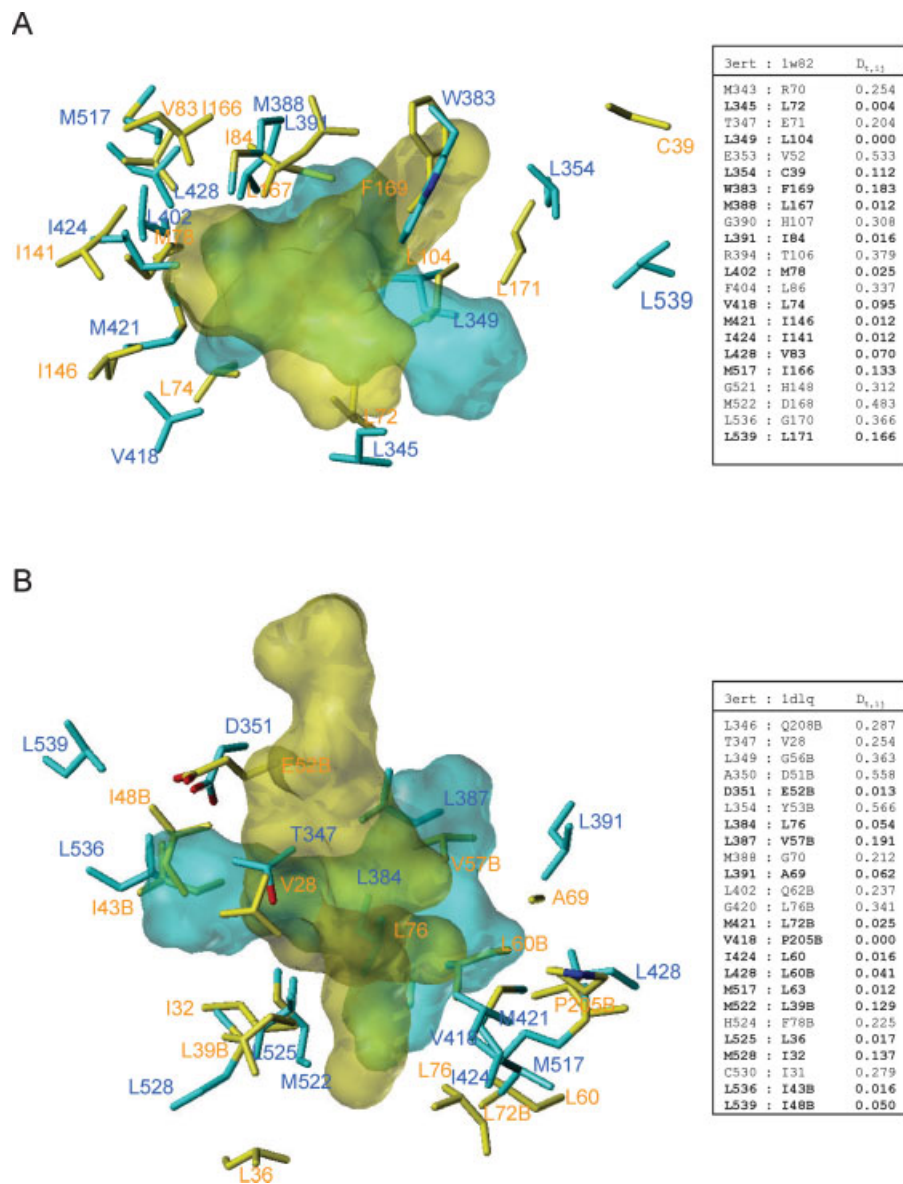 A
M517
V83
I166
M388
L391
W383
I84
C39
L354
L428
L167
F169
L402
I424
M78
I141
L104
L171
L539
L349
M421
I146
L74
L72
V418
L345
3ert : 1w82 Dt,ij
M343 : R70 0.254
L345 : L72 0.004
T347 : E71 0.204
L349 : L104 0.000
E353 : V52 0.533
L354 : C39 0.112
W383 : F169 0.183
M388 : L167 0.012
G390 : H107 0.308
L391 : I84 0.016
R394 : T106 0.379
L402 : M78 0.025
F404 : L86 0.337
V418 : L74 0.095
M421 : I146 0.012
I424 : I141 0.012
L428 : V83 0.070
M517 : I166 0.133
G521 : H148 0.312
M522 : D168 0.483
L536 : G170 0.366
L539 : L171 0.166
B
D351
L539
E52B
I48B
L387
L391
T347
L536
V57B
L384
V28
A69
I43B
L76
L60B
L428
I32
P205B
V418
M421
L39B
L525
M517
M522
L76
I424
L528
L60
L72B
L36
3ert : 1dlq Dt,ij
L346 : Q208B 0.287
T347 : V28 0.254
L349 : G56B 0.363
A350 : D51B 0.558
D351 : E52B 0.013
L354 : Y53B 0.566
L384 : L76 0.054
L387 : V57B 0.191
M388 : G70 0.212
L391 : A69 0.062
L402 : Q62B 0.237
G420 : L76B 0.341
M421 : L72B 0.025
V418 : P205B 0.000
I424 : L60 0.016
L428 : L60B 0.041
M517 : L63 0.012
M522 : L39B 0.129
H524 : F78B 0.225
L525 : L36 0.017
M528 : I32 0.137
C530 : I31 0.279
L536 : I43B 0.016
L539 : I48B 0.050